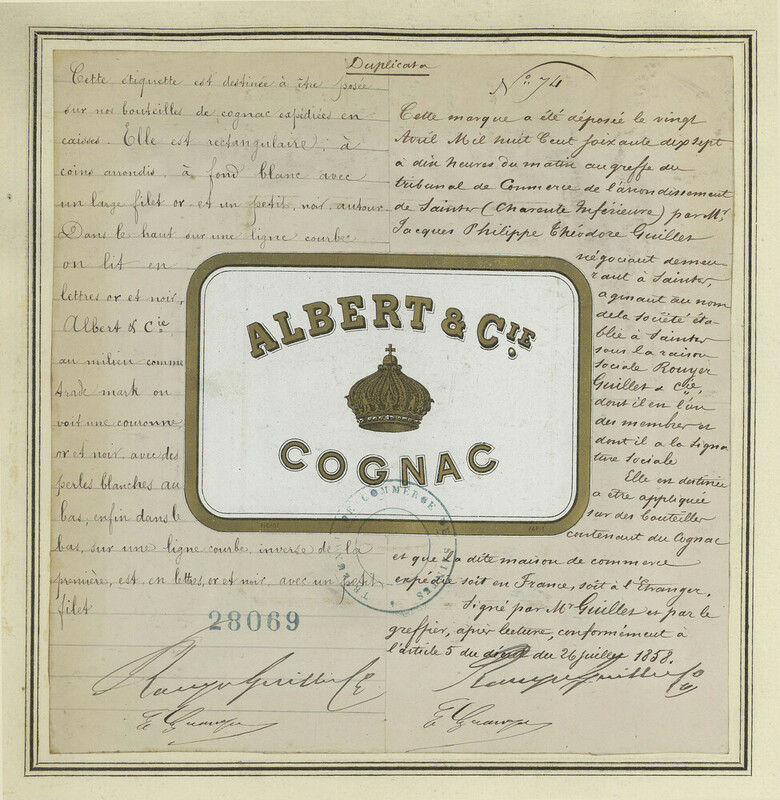 Duplicata
Cette étiquette est destinée à être posée
sur nos bouteilles de cognac expédiées en
caisses. Elle est rectangulaire, à
coins arrondis, à fond blanc avec
un large filet or et un petit, noir, autour.
Dans le haut sur une ligne courbe
on lit en
lettres or et noir,
Albert & Cie
au milieu comme
trade mark on
voit une couronne
or et noir, avec des
perles blanches au
bas, enfin dans le
bas, sur une ligne courbe inverse de la
première, est en lettres, or et noir, avec un petit
filet
28069
No. 74
Cette marque a été déposée le vingt
Avril Mil huit Cent soixante dix sept
à dix heures du matin au greffe du
tribunal de Commerce de l'arrondissement
de Saintes (Charente Inférieure) par Mr
Jacques Philippe Théodore Guillet
négociant demeu
rant à Saintes,
agissant au nom
de la Société éta-
blie à Saintes
sous la raison
sociale Rouyer
Guillet & Cie,
dont il est l'un
des membres et
dont il a la signa
ture sociale
Elle est destinée
a être appliquée
sur des bouteilles
contenant du Cognac
et que la dite maison de commerce
expédie soit en France, soit à l'Etranger.
Signé par Mr Guillet et par le
greffier, après lecture, conformément à
l'article 5 du décret du 26 juillet 1858.
ALBERT & CIE
COGNAC
TRIBUNAL DE COMMERCE DE SAINTES
Rouyer Guillet & Co
Rouyer Guillet & Co